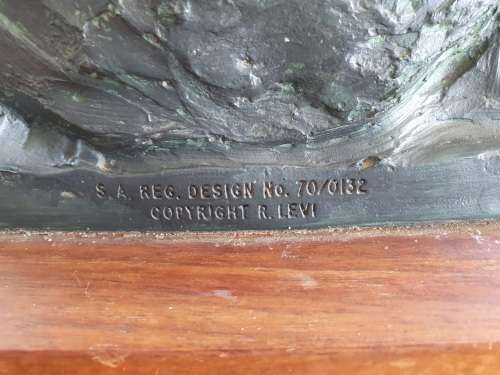 S.A. REG. DESIGN No. 70/0132
COPYRIGHT R. LEVI